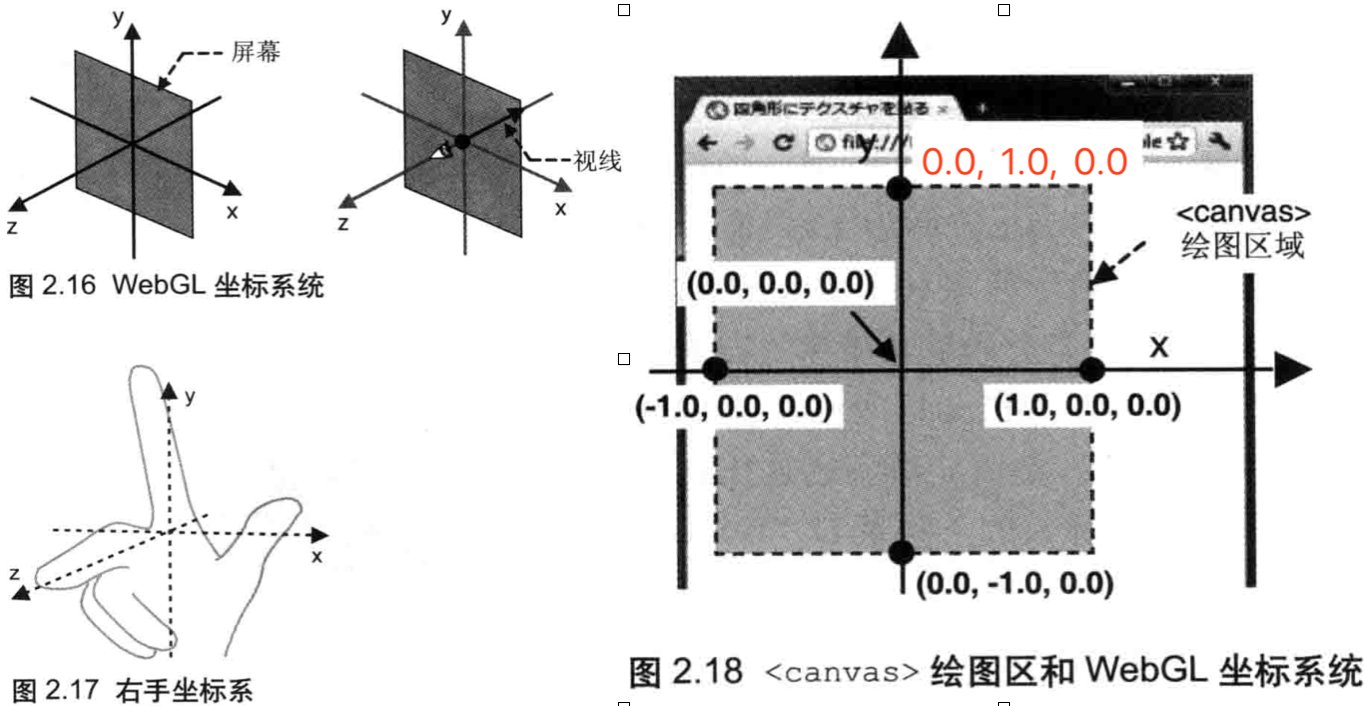 y
屏幕
x
z
y
视线
x
z
图 2.16 WebGL 坐标系统
y
x
z
图 2.17 右手坐标系
四角形にテクスチャを貼る
file:///
y
0.0, 1.0, 0.0
<canvas>
绘图区域
(0.0, 0.0, 0.0)
x
(-1.0, 0.0, 0.0)
(1.0, 0.0, 0.0)
(0.0, -1.0, 0.0)
图 2.18 <canvas> 绘图区和 WebGL 坐标系统